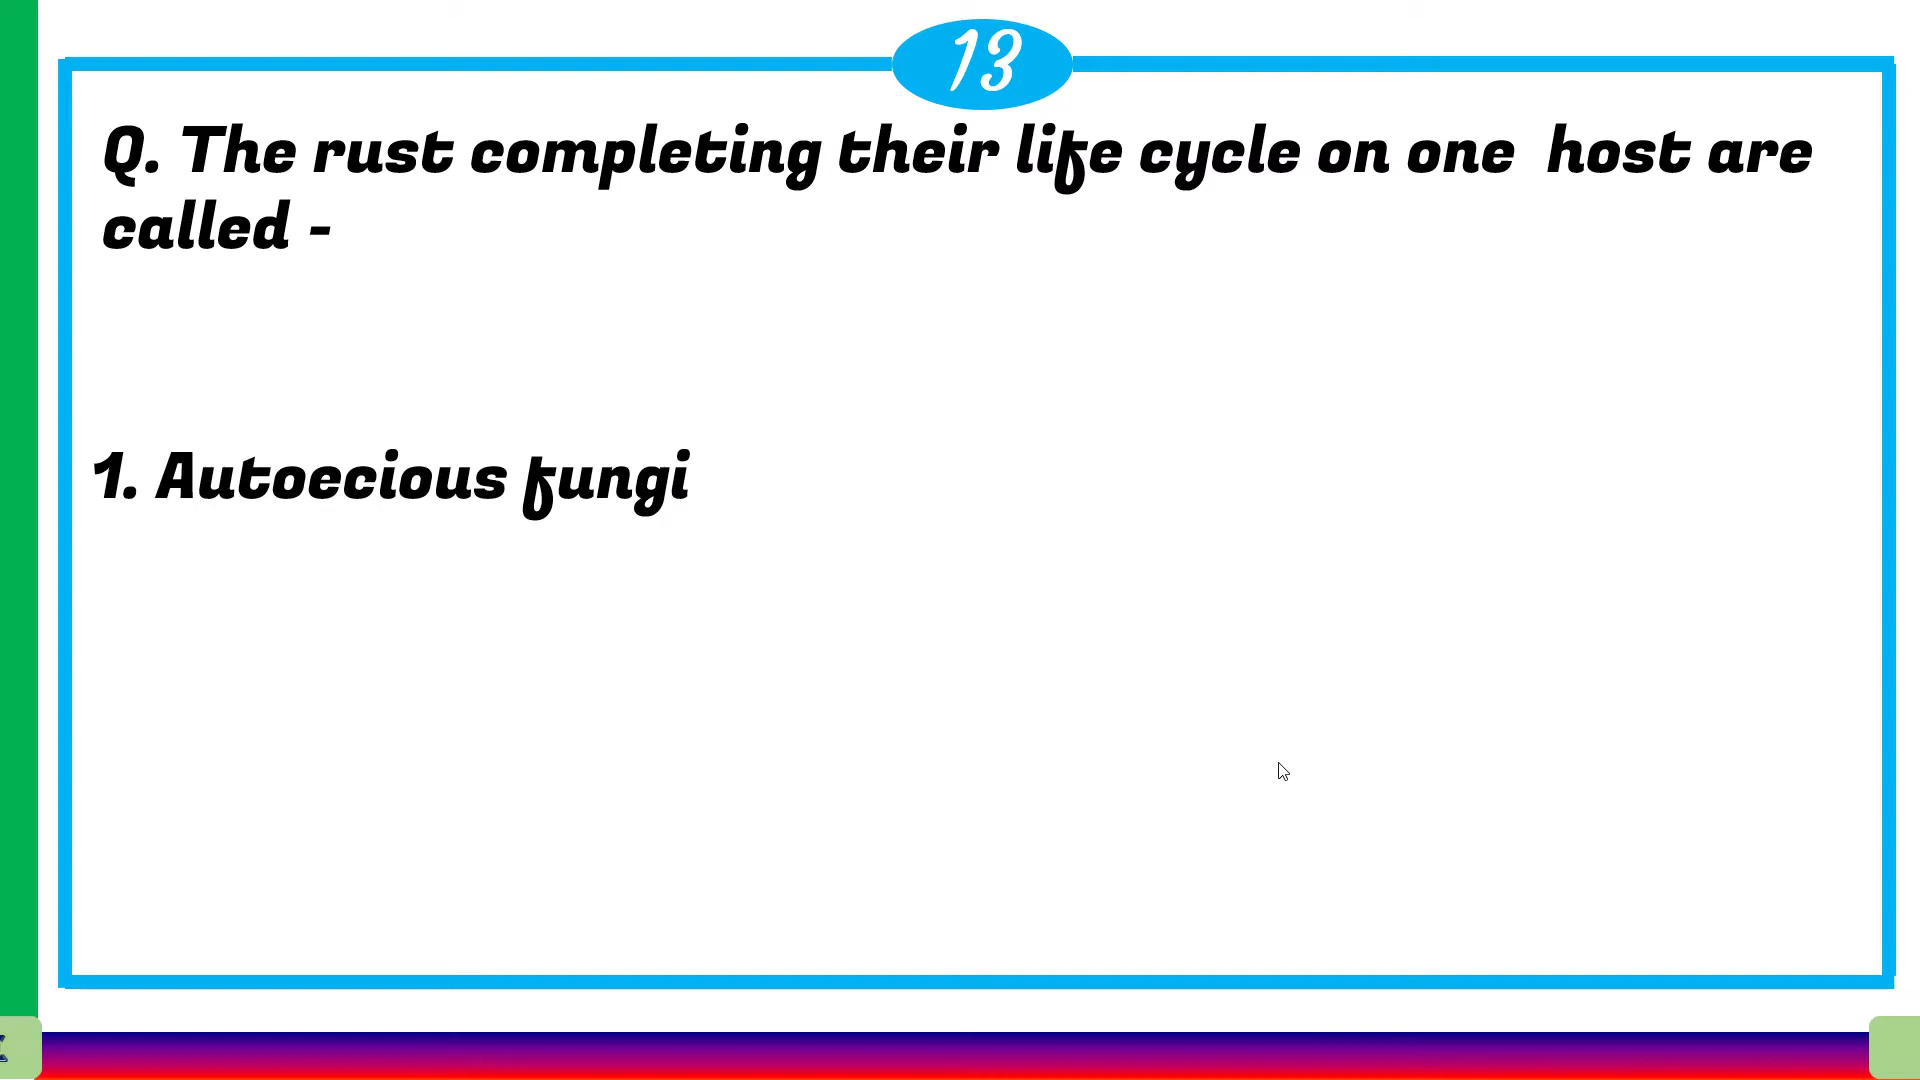 13
Q. The rust completing their life cycle on one host are
called -
1. Autoecious fungi